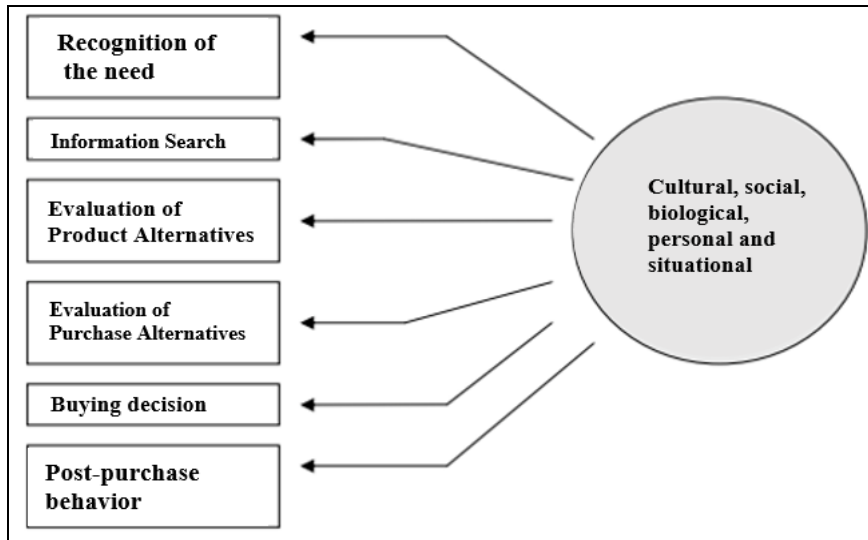 Recognition of
the need
Information Search
Evaluation of
Product Alternatives
Evaluation of
Purchase Alternatives
Buying decision
Post-purchase
behavior
Cultural, social,
biological,
personal and
situational